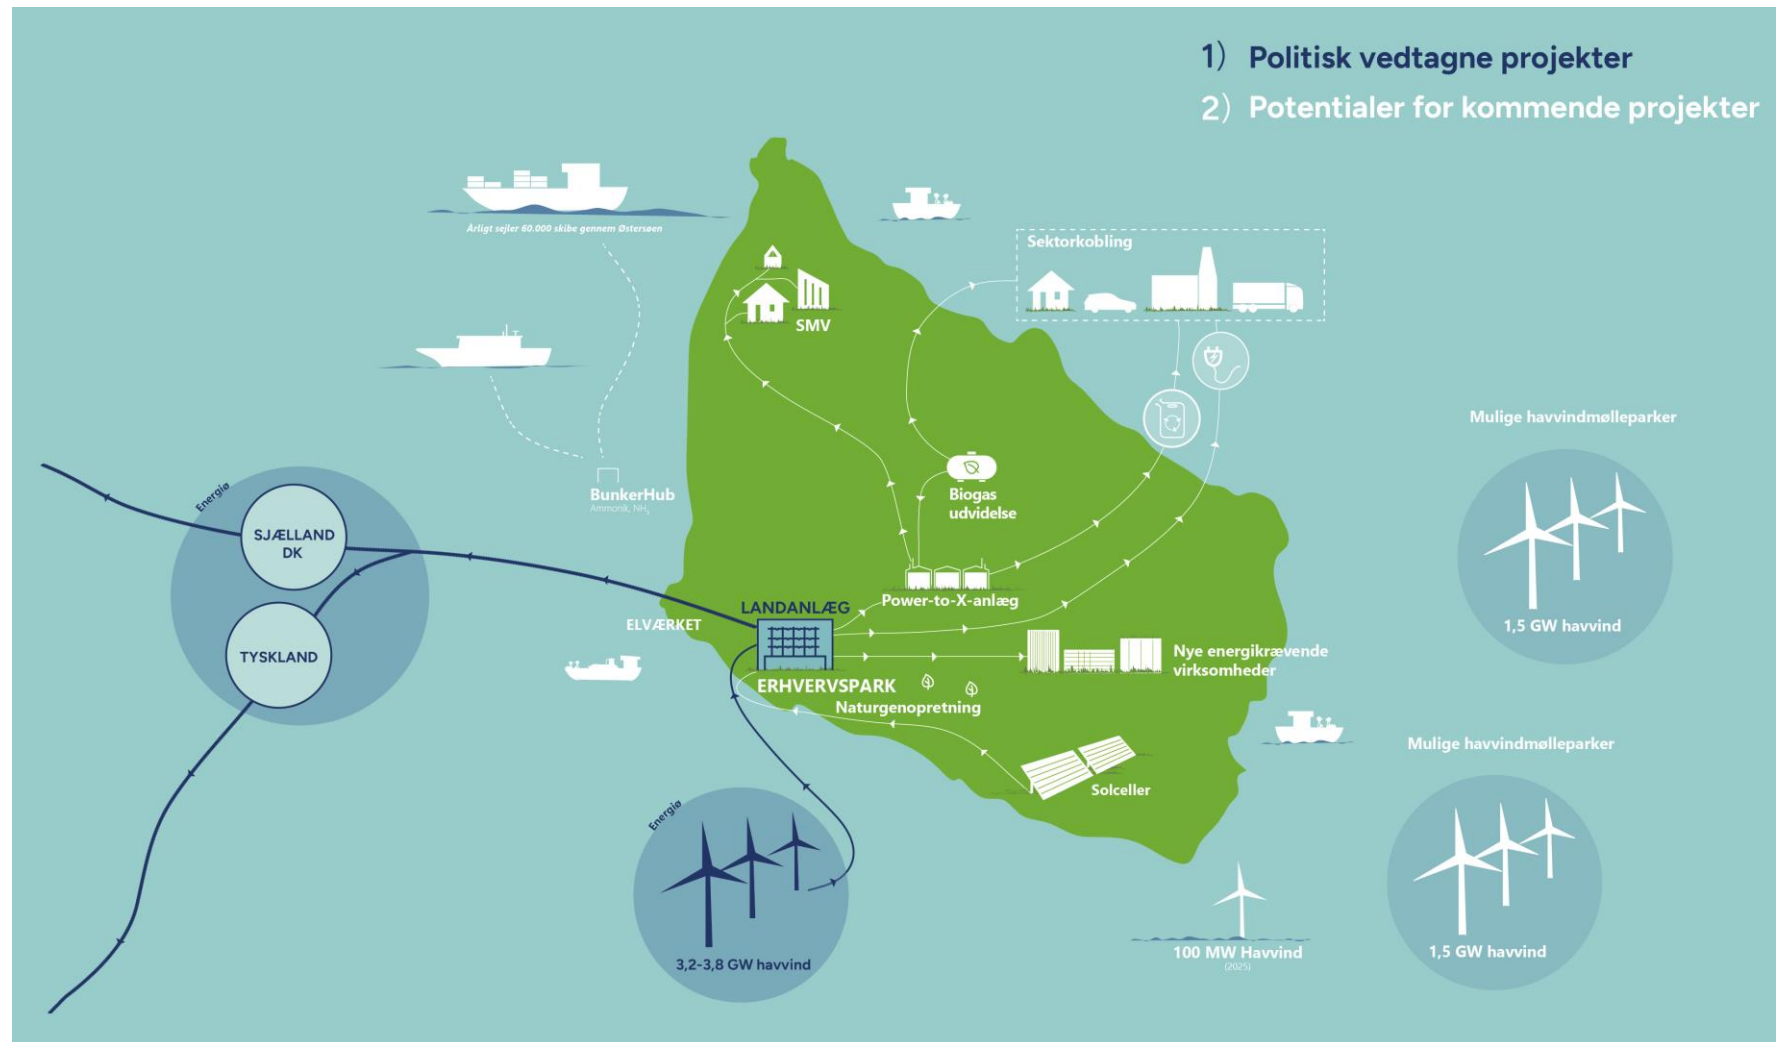 1) Politisk vedtagne projekter
2) Potentialer for kommende projekter
Årligt sejler 60.000 skibe gennem Østersøen
Sektorkobling
SMV
Mulige havvindmølleparker
1,5 GW havvind
BunkerHub
Ammonik, NH3
Biogas
udvidelse
Energiø
SJÆLLAND
DK
TYSKLAND
Power-to-X-anlæg
LANDANLÆG
ELVÆRKET
ERHVERVSPARK
Nye energikrævende
virksomheder
Naturgenopretning
Solceller
Mulige havvindmølleparker
1,5 GW havvind
Energiø
3,2-3,8 GW havvind
100 MW Havvind
(2025)